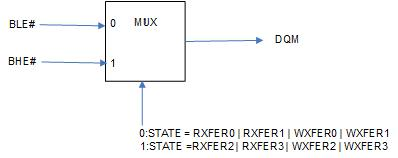 BLE#
0 MUX
DQM
BHE#
1
0:STATE = RXFER0 | RXFER1 | WXFER0 | WXFER1
1:STATE =RXFER2| RXFER3| WXFER2 | WXFER3